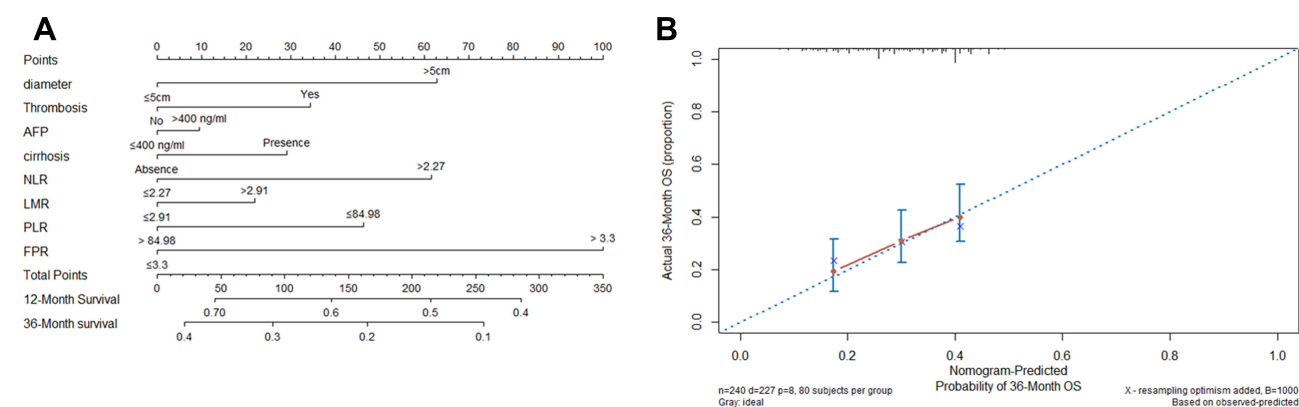 A
0 10 20 30 40 50 60 70 80 90 100
Points
>5cm
diameter
≤5cm Yes
Thrombosis
No >400 ng/ml
AFP
≤400 ng/ml Presence
cirrhosis
Absence >2.27
NLR
≤2.27 >2.91
LMR
≤2.91 ≤84.98
PLR
> 84.98 > 3.3
FPR
≤3.3
Total Points
0 50 100 150 200 250 300 350
12-Month Survival
0.70 0.6 0.5 0.4
36-Month survival
0.4 0.3 0.2 0.1
B
Actual 36-Month OS (proportion)
1.0
0.8
0.6
0.4
0.2
0.0
0.0 0.2 0.4 0.6 0.8 1.0
Nomogram-Predicted
Probability of 36-Month OS
n=240 d=227 p=8, 80 subjects per group
Gray: ideal
X - resampling optimism added, B=1000
Based on observed-predicted